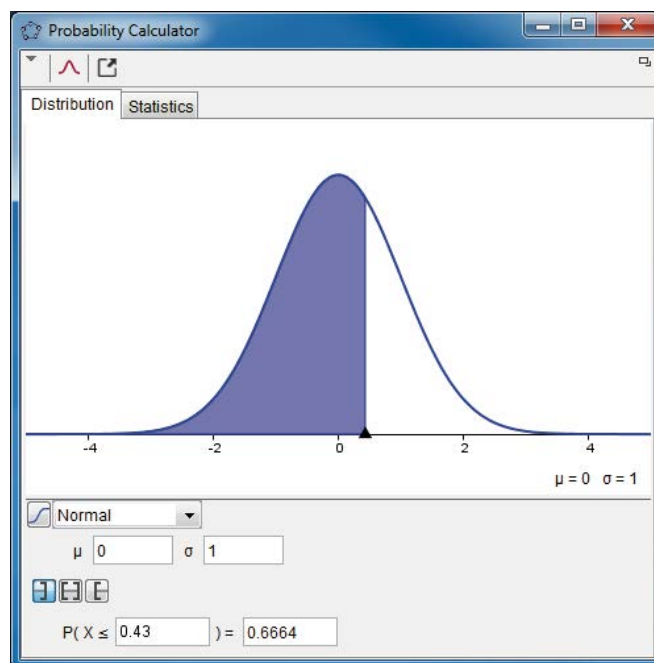 Probability Calculator
Distribution Statistics
-4 -2 0 2 4
μ = 0 σ = 1
Normal
μ 0 σ 1
P( X ≤ 0.43 ) = 0.6664